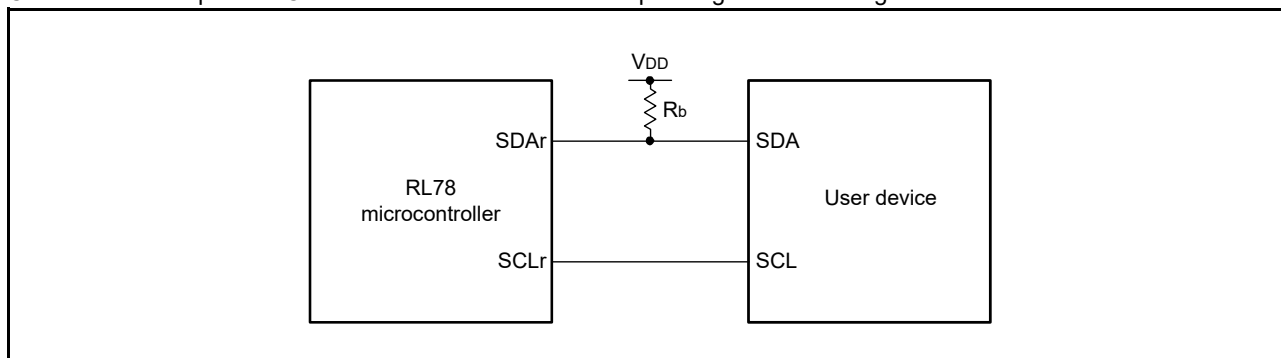 VDD
Rb
SDAr
SDA
RL78
microcontroller
User device
SCLr
SCL